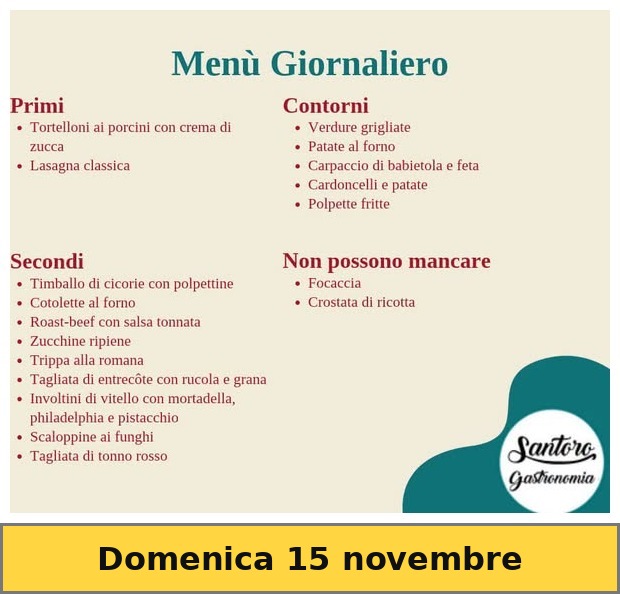 Menù Giornaliero
Primi
• Tortelloni ai porcini con crema di
zucca
• Lasagna classica
Contorni
• Verdure grigliate
• Patate al forno
• Carpaccio di babietola e feta
• Cardoncelli e patate
• Polpette fritte
Secondi
• Timballo di cicorie con polpettine
• Cotolette al forno
• Roast-beef con salsa tonnata
• Zucchine ripiene
• Trippa alla romana
• Tagliata di entrecôte con rucola e grana
• Involtini di vitello con mortadella,
philadelphia e pistacchio
• Scaloppine ai funghi
• Tagliata di tonno rosso
Non possono mancare
• Focaccia
• Crostata di ricotta
Santoro
Gastronomia
Domenica 15 novembre